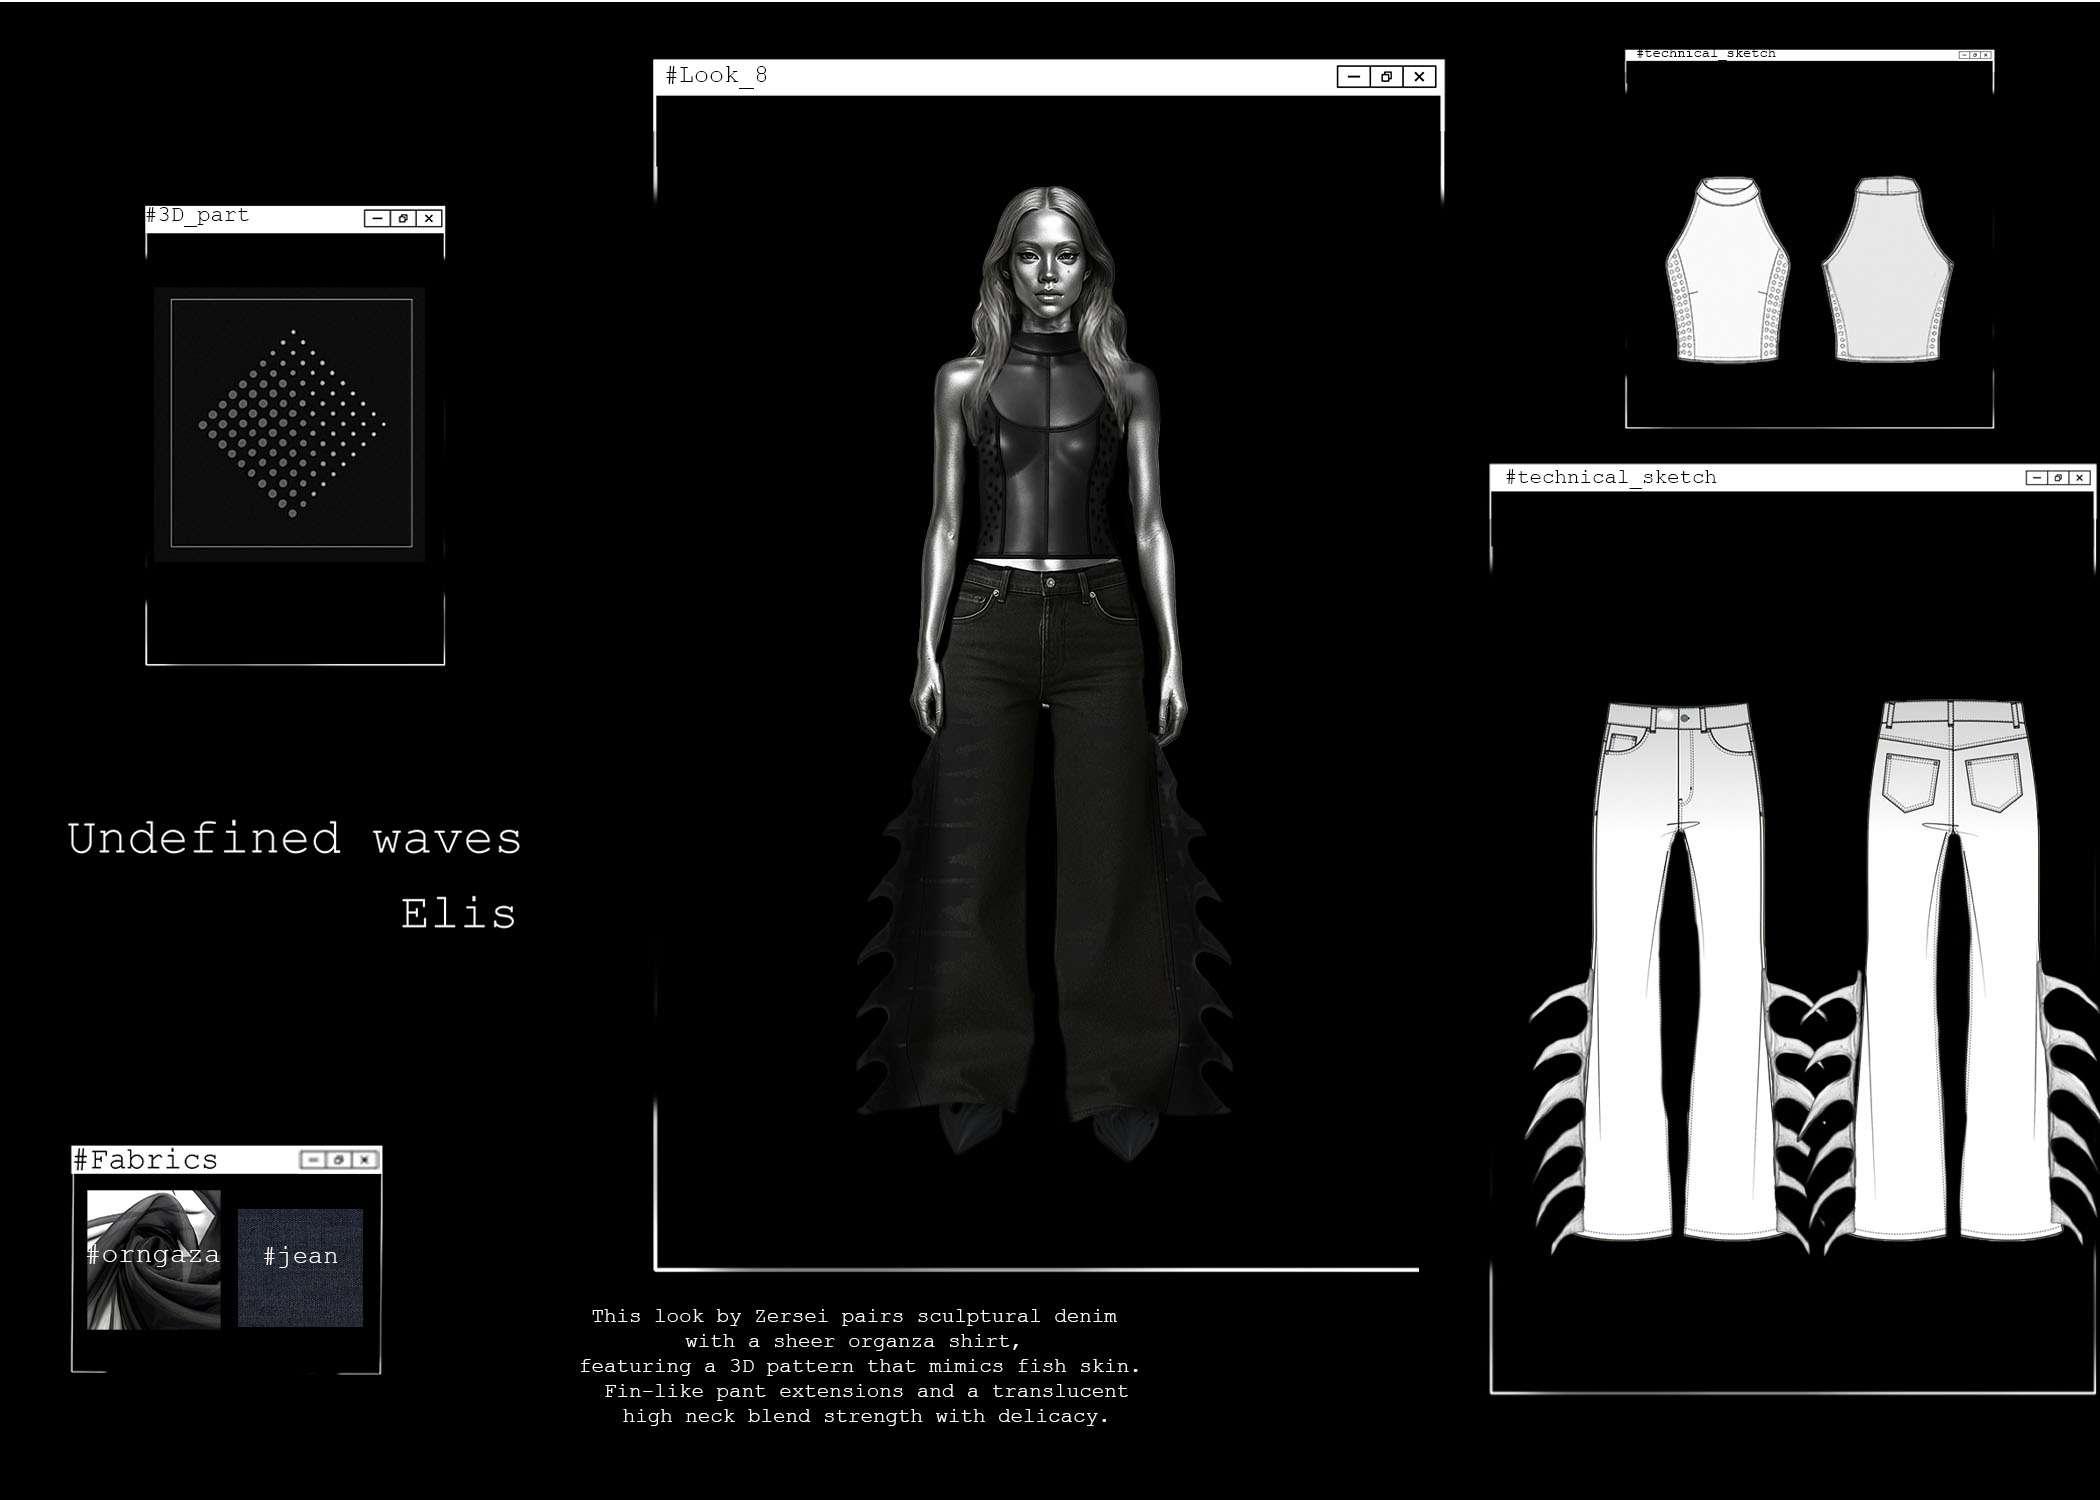 #technical_sketch
#Look_8
#3D_part
#technical_sketch
Undefined waves
Elis
#Fabrics
#orngaza
#jean
This look by Zersei pairs sculptural denim
with a sheer organza shirt,
featuring a 3D pattern that mimics fish skin.
Fin-like pant extensions and a translucent
high neck blend strength with delicacy.